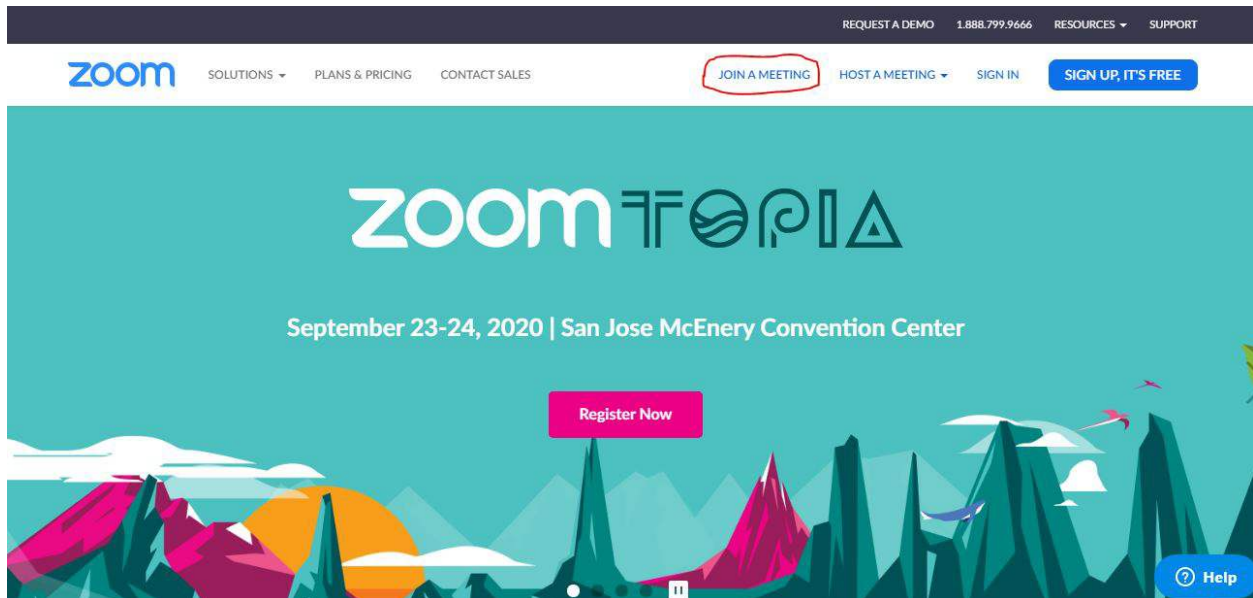 REQUEST A DEMO 1.888.799.9666 RESOURCES SUPPORT
zoom SOLUTIONS PLANS & PRICING CONTACT SALES JOIN A MEETING HOST A MEETING SIGN IN SIGN UP, IT'S FREE
zoomTOPIA
September 23-24, 2020 | San Jose McEnery Convention Center
Register Now
Help